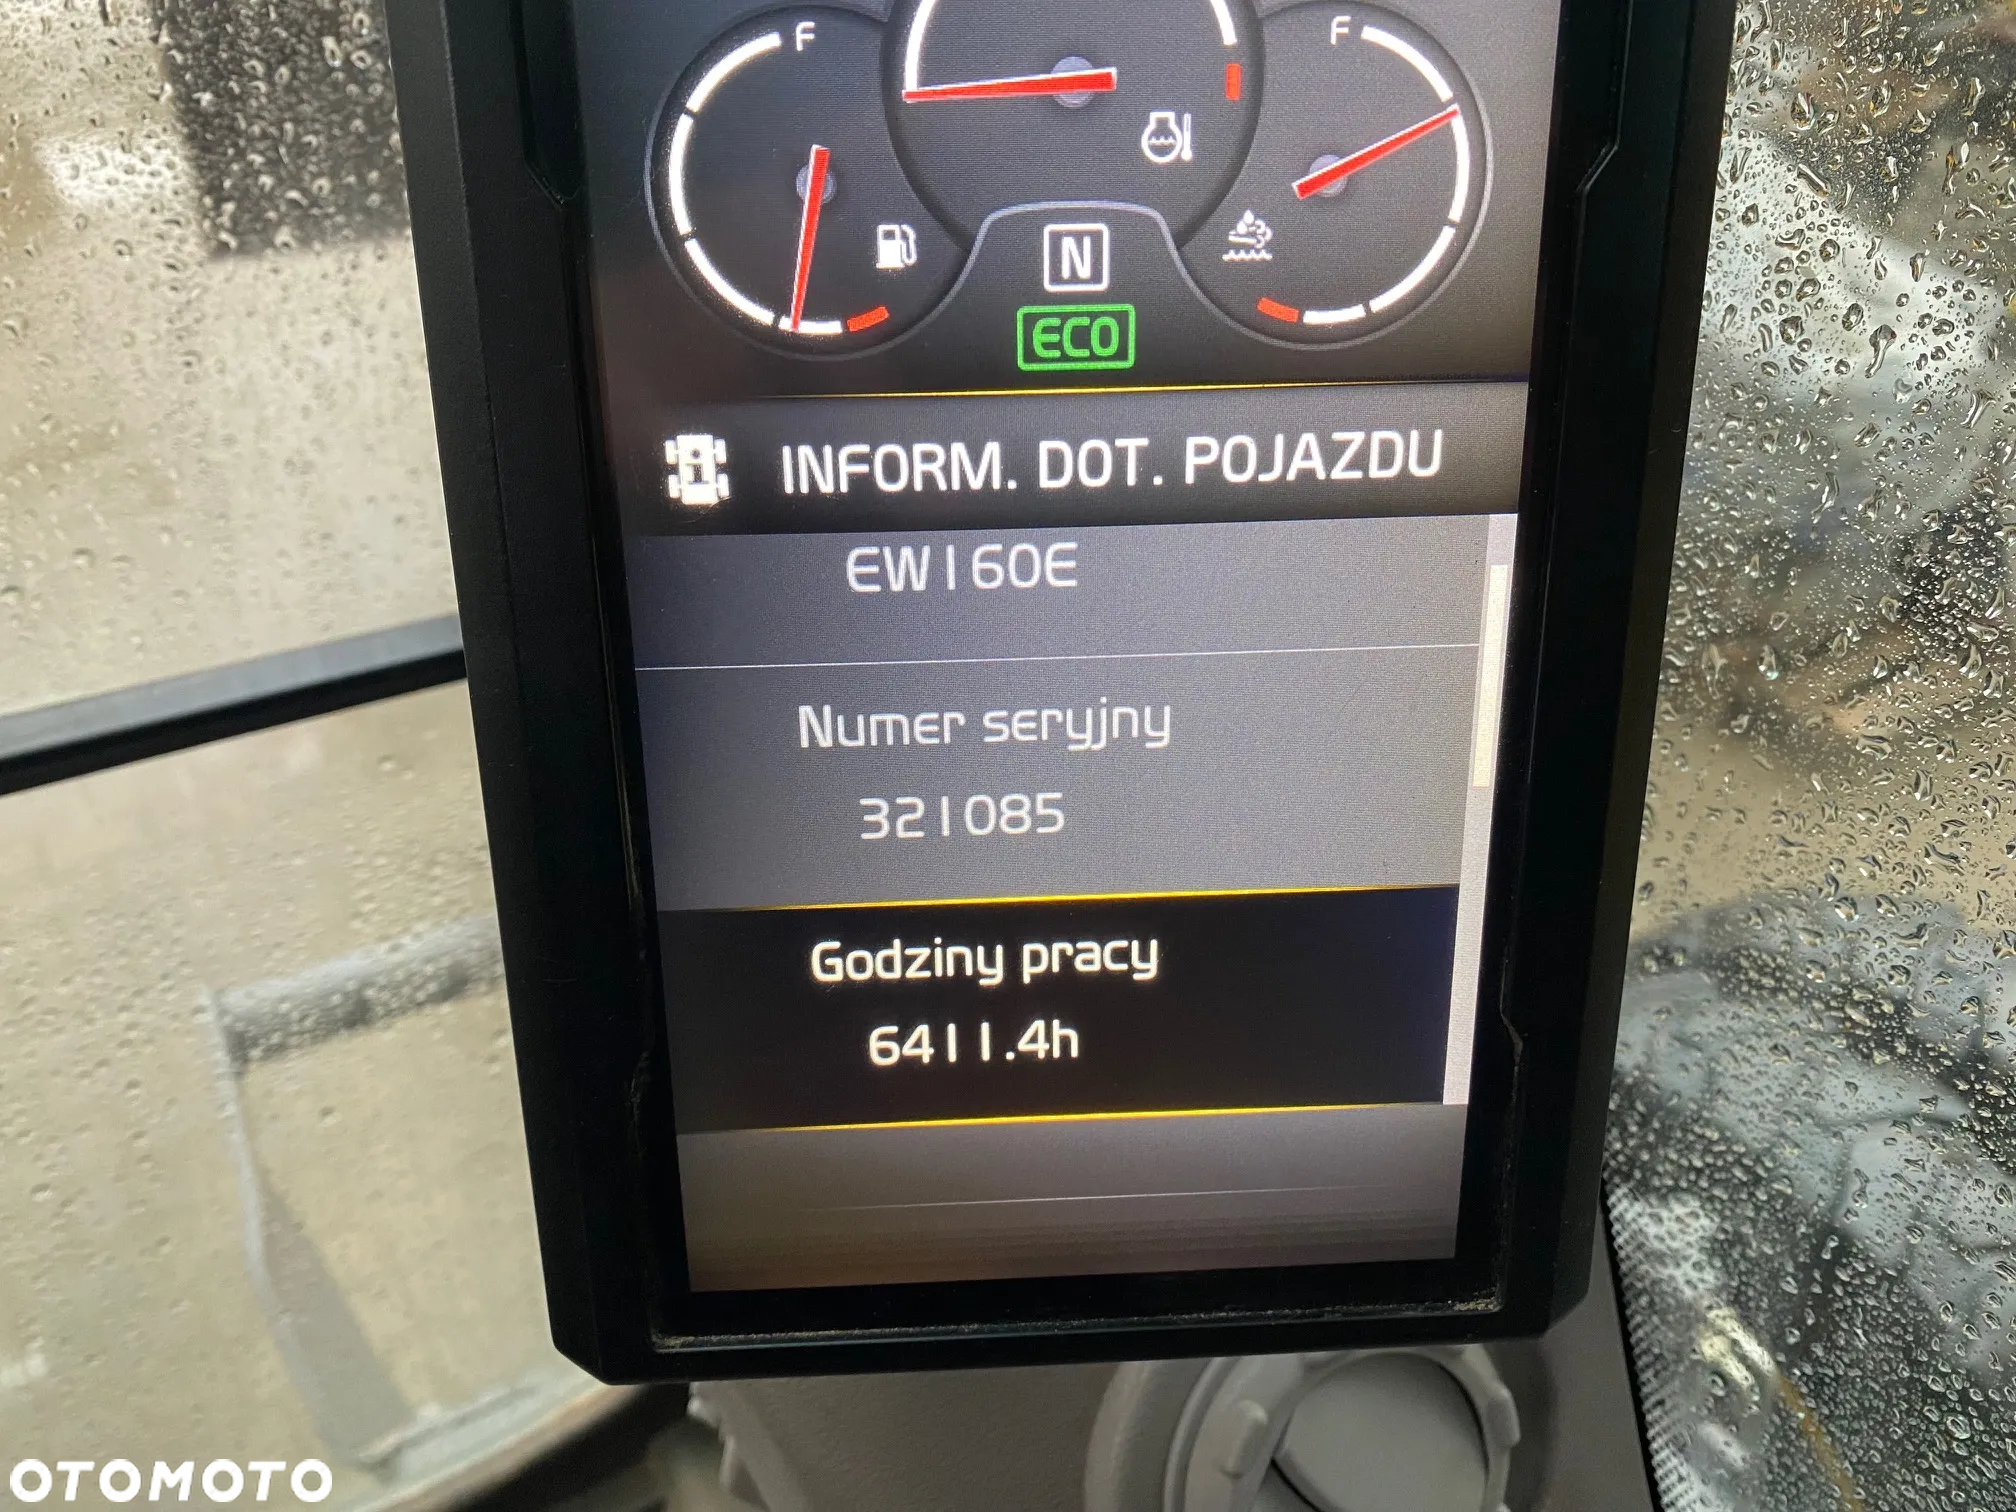 F
F
N
ECO
INFORM. DOT. POJAZDU
EW160E
Numer seryjny
321085
Godziny pracy
6411.4h
OTOMOTO